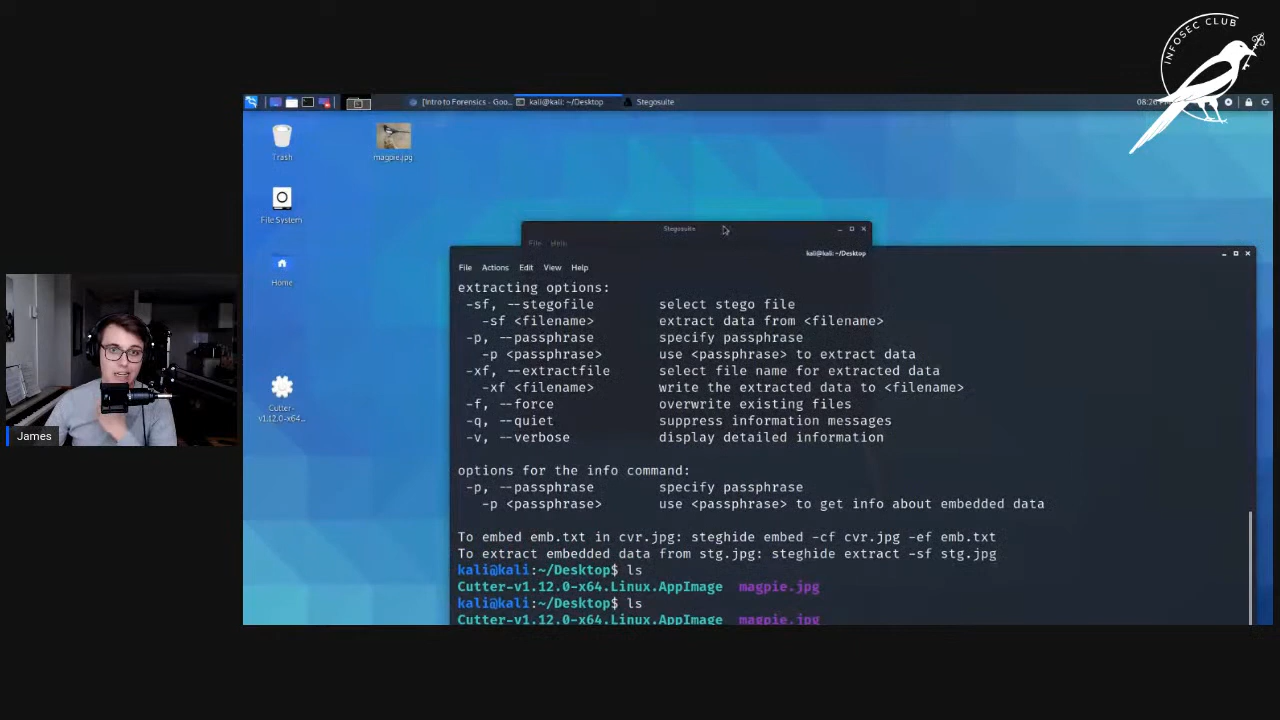 INFOSEC CLUB
[Intro to Forensics - Goo...
kali@kali: ~/Desktop
Stegosuite
Trash
magpie.jpg
File System
Home
Cutter-
v1.12.0-x64...
Stegosuite
File Help
kali@kali: ~/Desktop
File Actions Edit View Help
extracting options:
-sf, --stegofile select stego file
-sf <filename> extract data from <filename>
-p, --passphrase specify passphrase
-p <passphrase> use <passphrase> to extract data
-xf, --extractfile select file name for extracted data
-xf <filename> write the extracted data to <filename>
-f, --force overwrite existing files
-q, --quiet suppress information messages
-v, --verbose display detailed information
options for the info command:
-p, --passphrase specify passphrase
-p <passphrase> use <passphrase> to get info about embedded data
To embed emb.txt in cvr.jpg: steghide embed -cf cvr.jpg -ef emb.txt
To extract embedded data from stg.jpg: steghide extract -sf stg.jpg
kali@kali:~/Desktop$ ls
Cutter-v1.12.0-x64.Linux.AppImage magpie.jpg
kali@kali:~/Desktop$ ls
Cutter-v1.12.0-x64.Linux.AppImage magpie.jpg
James